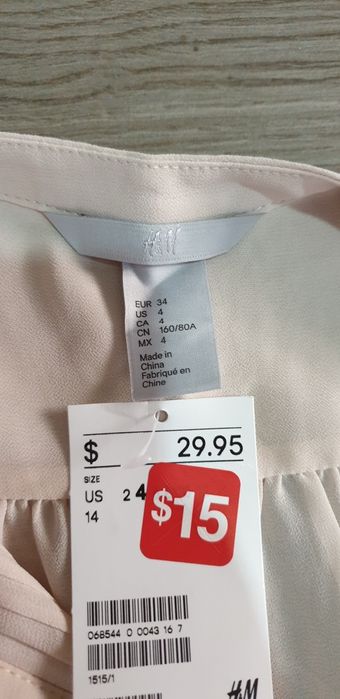 H&M
EUR 34
US 4
CA 4
CN 160/80A
MX 4
Made in
China
Fabriqué en
Chine
$ 29.95
SIZE
US 2 4
14
$15
068544 0 0043 16 7
1515/1
H&M